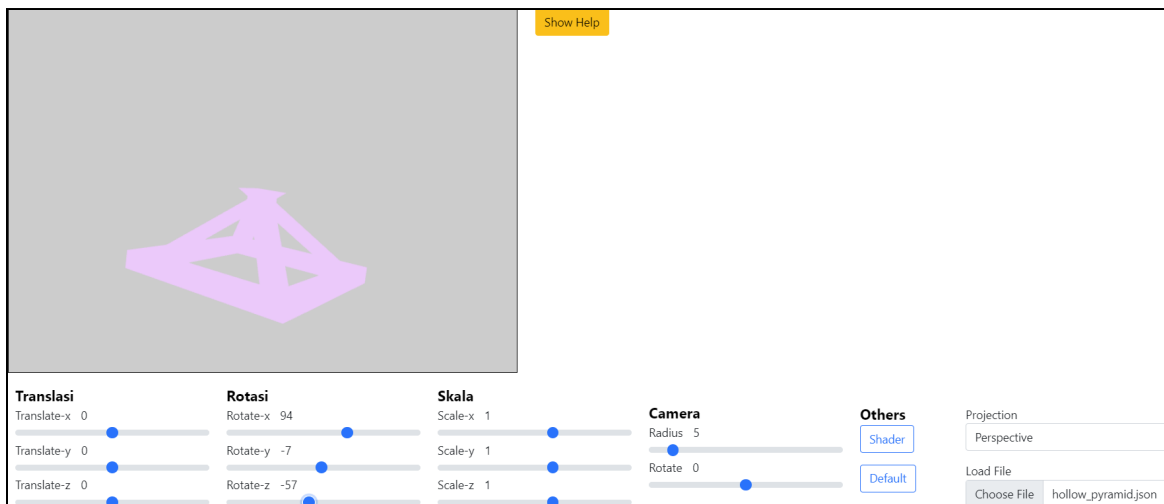 Show Help
Translasi
Translate-x 0
Translate-y 0
Translate-z 0
Rotasi
Rotate-x 94
Rotate-y -7
Rotate-z -57
Skala
Scale-x 1
Scale-y 1
Scale-z 1
Camera
Radius 5
Rotate 0
Others
Shader
Default
Projection
Perspective
Load File
Choose File hollow_pyramid.json